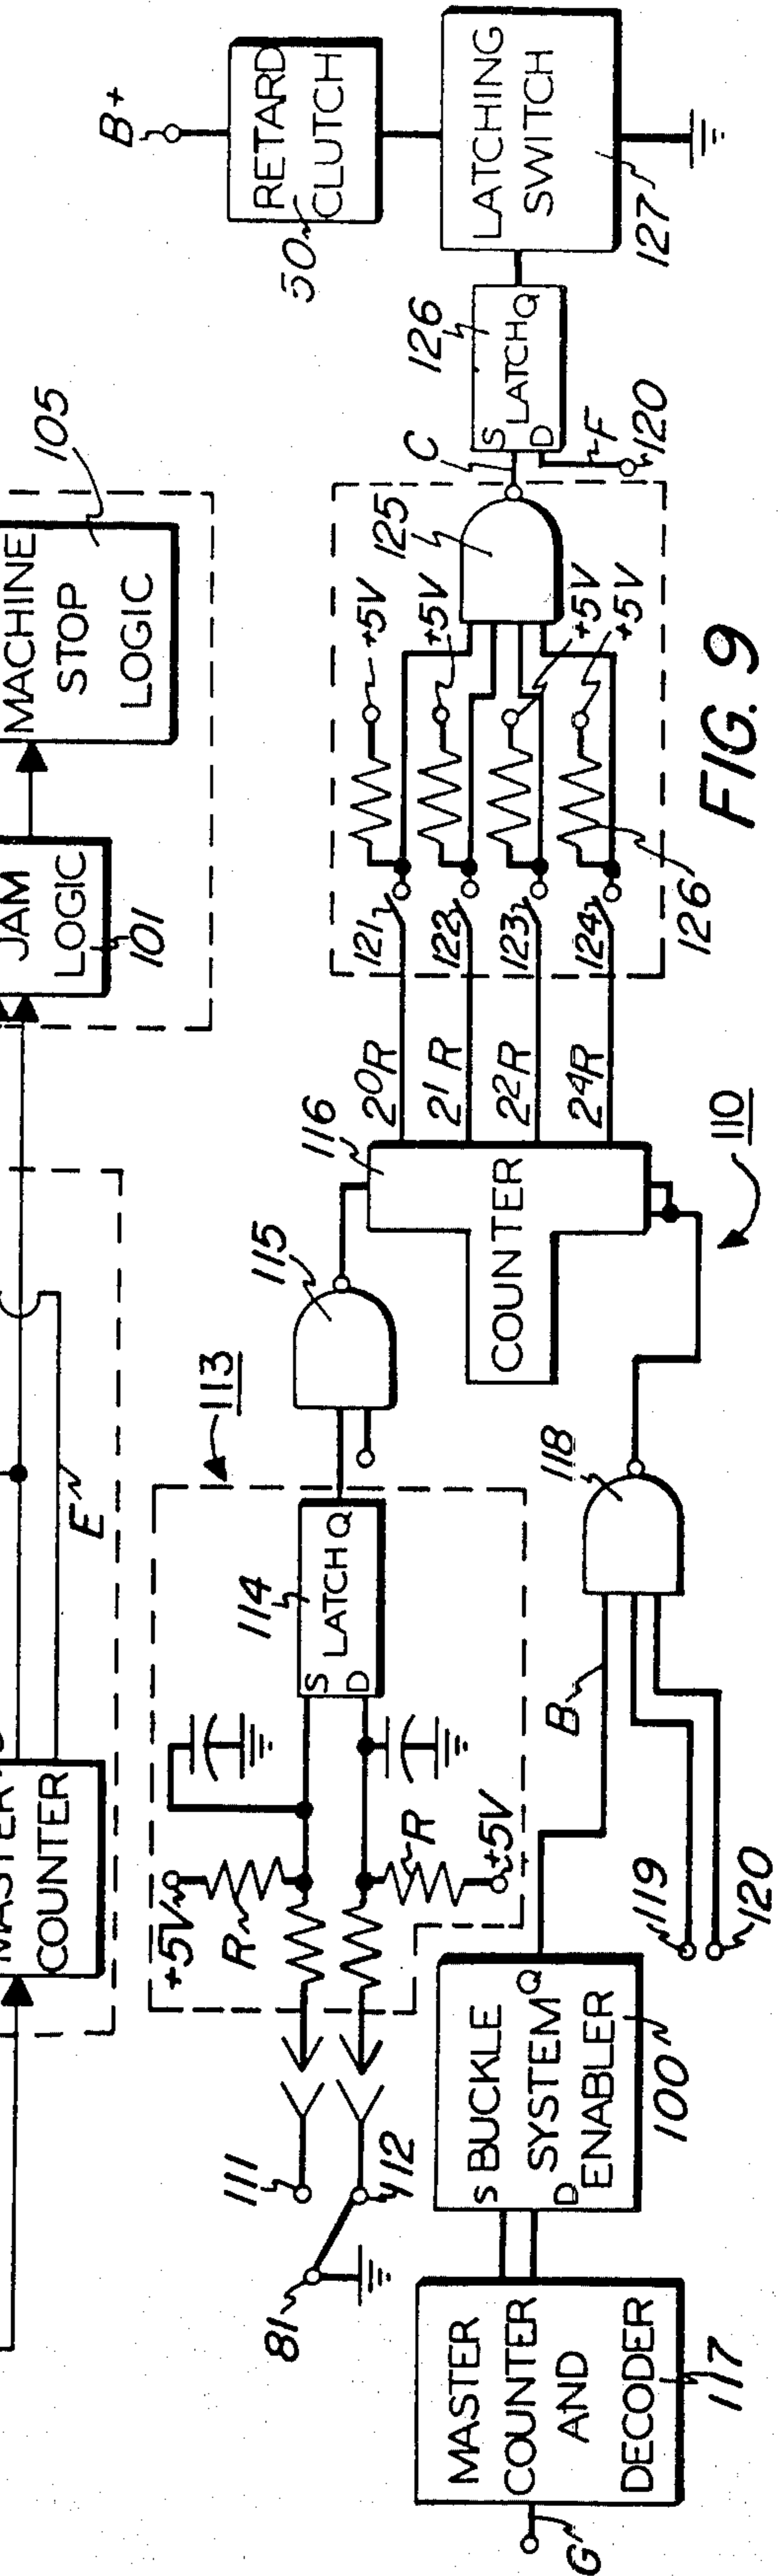 MASTER
COUNTER
E
JAM
LOGIC
101
MACHINE
STOP
LOGIC
105
81
111
112
+5V
R
R
+5V
S
D
LATCH Q
114
113
115
116
COUNTER
2⁰R
2¹R
2²R
2⁴R
121
122
123
124
+5V
+5V
+5V
+5V
126
125
C
S
D
LATCH Q
126
F
120
B+
RETARD
CLUTCH
50
LATCHING
SWITCH
127
G
MASTER
COUNTER
AND
DECODER
117
S BUCKLE
SYSTEM Q
D ENABLER
100
B
119
120
118
110
FIG. 9